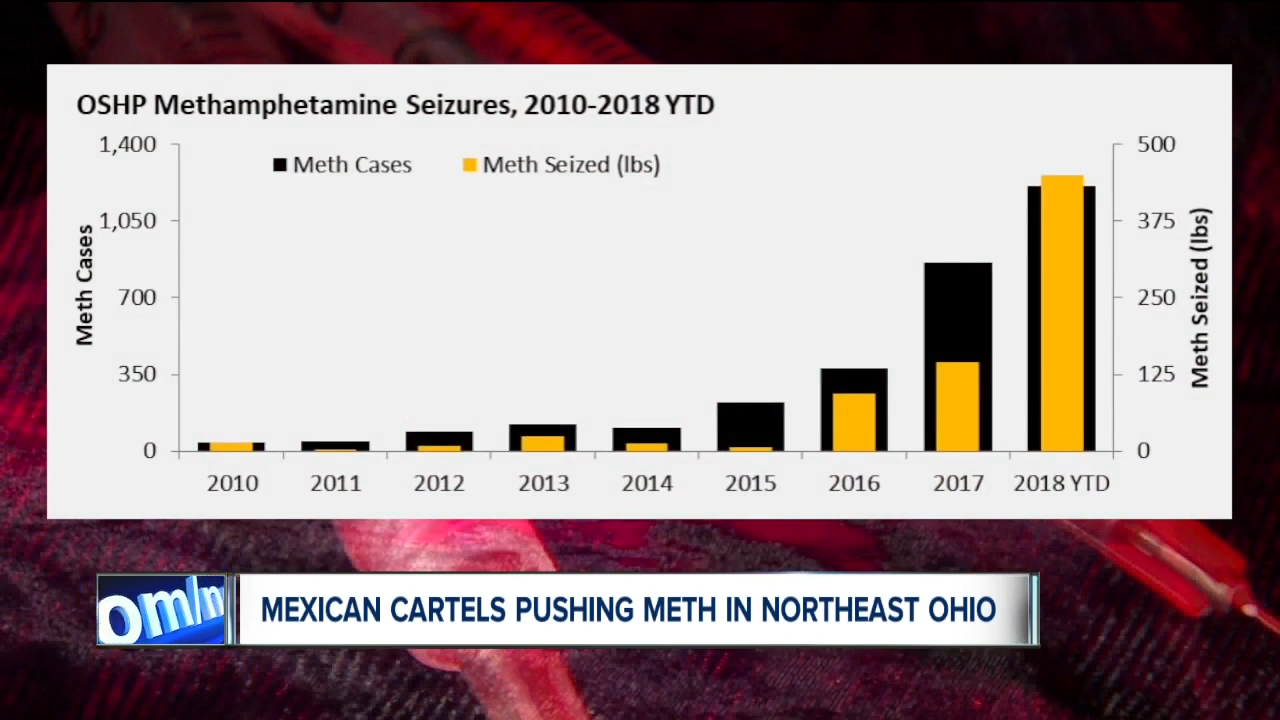 OSHP Methamphetamine Seizures, 2010-2018 YTD
Meth Cases
Meth Seized (lbs)
1,400
1,050
700
350
0
Meth Cases
500
375
250
125
0
Meth Seized (lbs)
2010 2011 2012 2013 2014 2015 2016 2017 2018 YTD
MEXICAN CARTELS PUSHING METH IN NORTHEAST OHIO